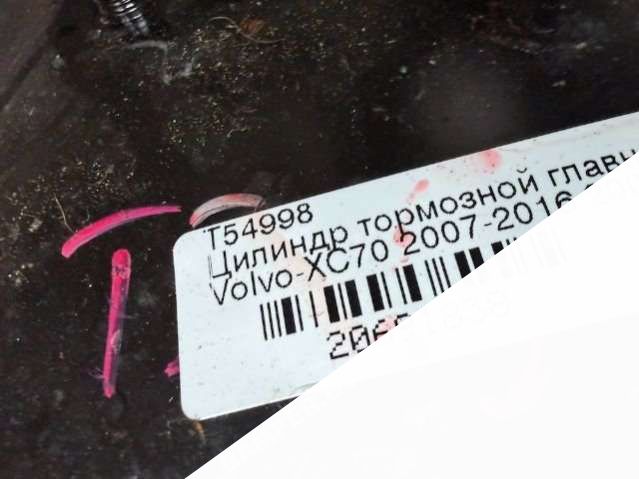 T54998
Цилиндр тормозной
Volvo-XC70 2007-2016